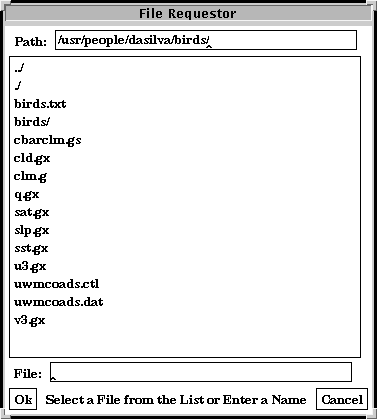 File Requestor
Path: /usr/people/dasilva/birds/
../
./
birds.txt
birds/
cbarclm.gs
cld.gx
clm.g
q.gx
sat.gx
slp.gx
sst.gx
u3.gx
uwmcoads.ctl
uwmcoads.dat
v3.gx
File:
Ok Select a File from the List or Enter a Name Cancel